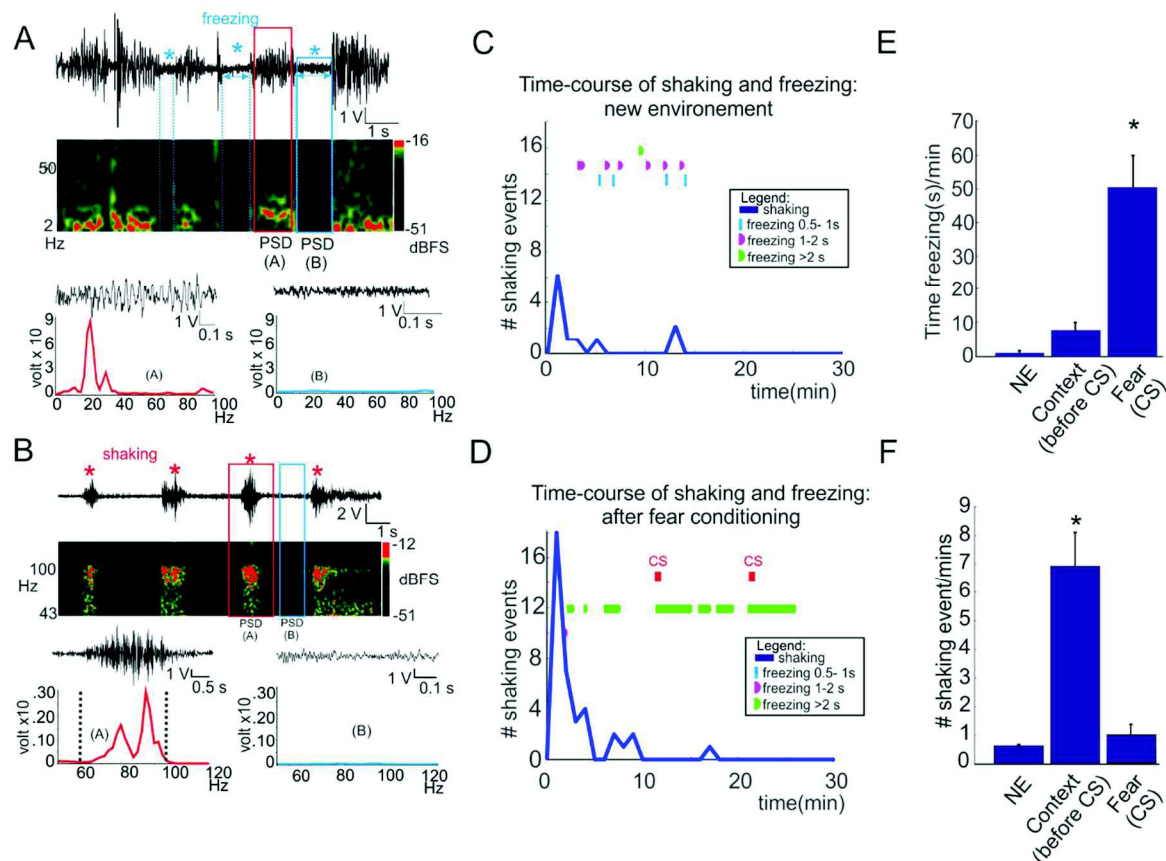 A
freezing
* * *
1 V
1 s
-16
50
2
Hz
-51
dBFS
PSD
(A)
PSD
(B)
1 V
0.1 s
1 V
0.1 s
9
6
3
0
volt x 10
(A)
0 20 40 60 80 100
Hz
9
6
3
0
volt x 10
(B)
0 20 40 60 80 100
Hz
B
shaking
* * * *
2 V
1 s
-12
100
Hz
43
dBFS
-51
PSD
(A)
PSD
(B)
1 V
0.5 s
1 V
0.1 s
.30
.20
.10
0
volt x10
(A)
60 80 100 120
Hz
.30
.20
.10
0
volt x10
(B)
60 80 100 120
Hz
C
Time-course of shaking and freezing:
new environement
16
12
8
4
0
# shaking events
Legend:
shaking
freezing 0.5- 1s
freezing 1-2 s
freezing >2 s
0 10 20 30
time(min)
D
Time-course of shaking and freezing:
after fear conditioning
CS CS
16
12
8
4
0
# shaking events
Legend:
shaking
freezing 0.5- 1s
freezing 1-2 s
freezing >2 s
0 10 20 30
time(min)
E
70
60
50
40
30
20
10
0
Time freezing(s)/min
*
NE
Context
(before CS)
Fear
(CS)
F
9
8
7
6
5
4
3
2
1
0
# shaking event/mins
*
NE
Context
(before CS)
Fear
(CS)